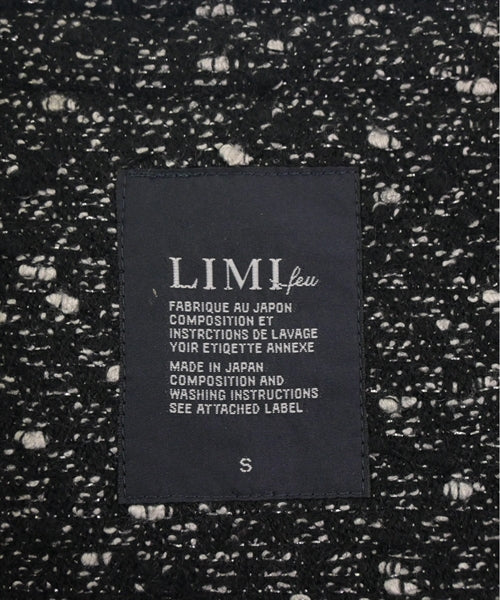 LIMI feu
FABRIQUE AU JAPON
COMPOSITION ET
INSTRCTIONS DE LAVAGE
YOIR ETIQETTE ANNEXE
MADE IN JAPAN
COMPOSITION AND
WASHING INSTRUCTIONS
SEE ATTACHED LABEL
S